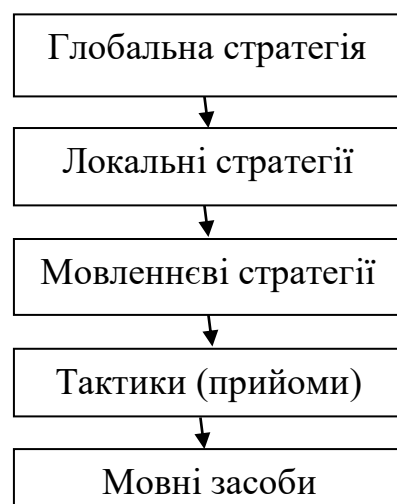 Глобальна стратегія
Локальні стратегії
Мовленнєві стратегії
Тактики (прийоми)
Мовні засоби